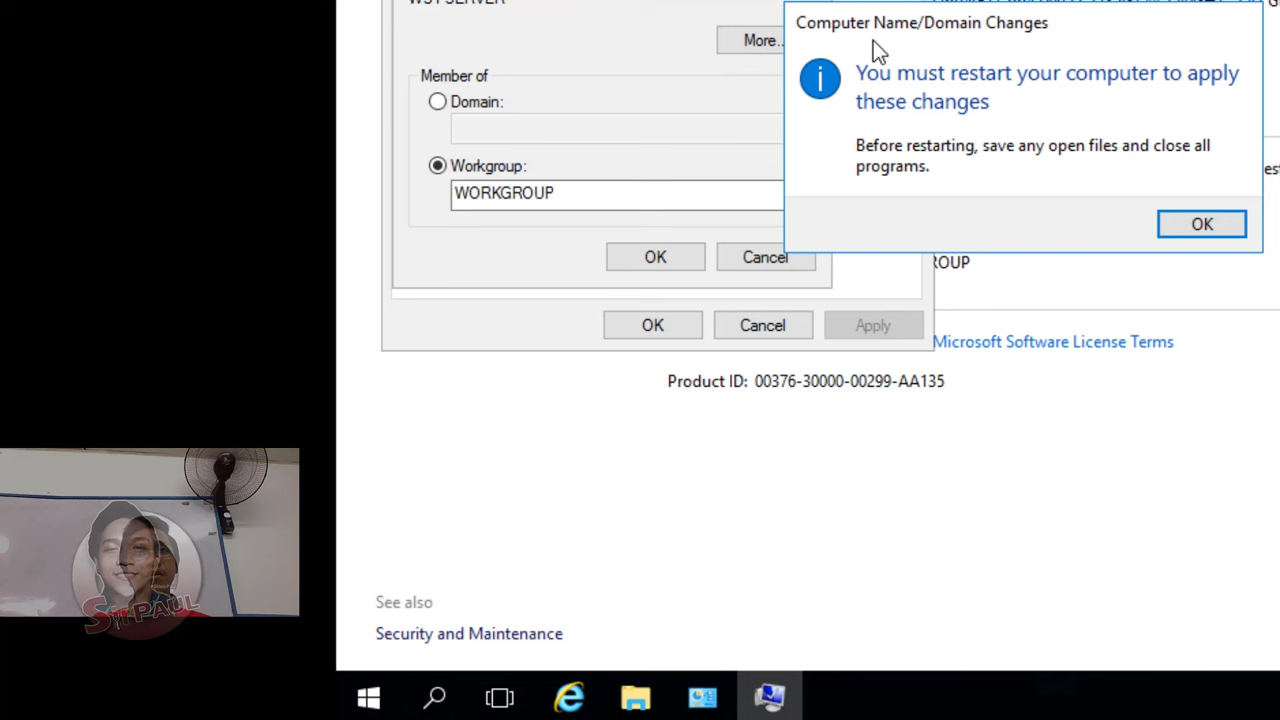 Computer Name/Domain Changes
You must restart your computer to apply
these changes
Before restarting, save any open files and close all
programs.
OK
More..
Member of
Domain:
Workgroup:
WORKGROUP
OK
Cancel
ROUP
OK
Cancel
Apply
Microsoft Software License Terms
Product ID: 00376-30000-00299-AA135
See also
Security and Maintenance
SirPAUL